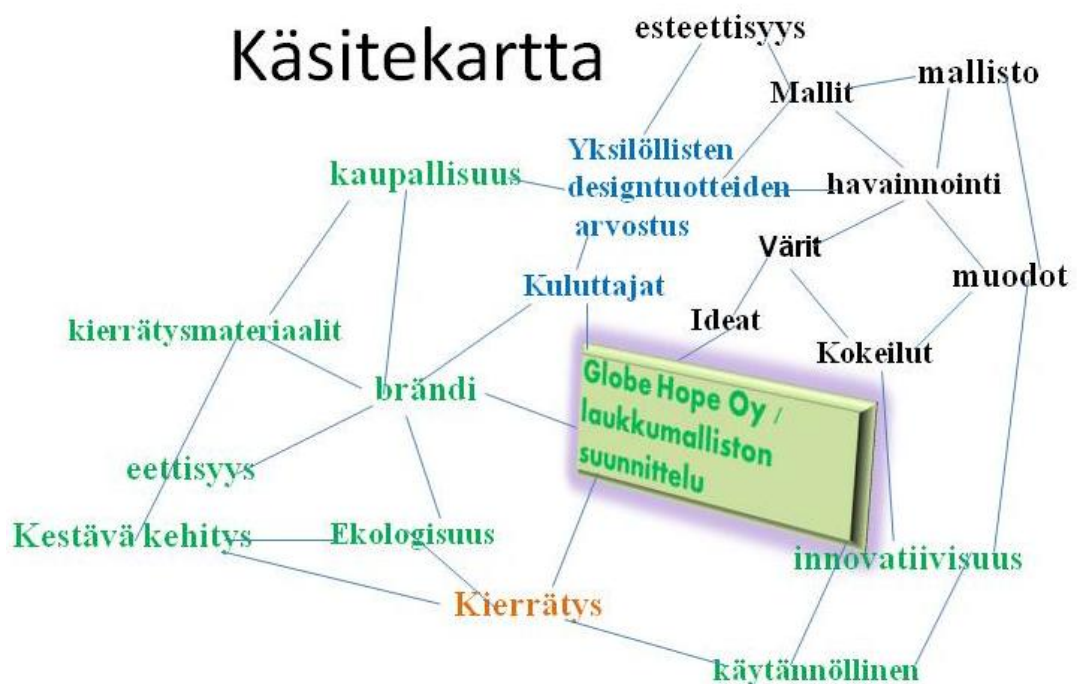 Käsitekartta
esteettisyys
Mallit
mallisto
Yksilöllisten
designtuotteiden
arvostus
kaupallisuus
havainnointi
Värit
muodot
Kuluttajat
Ideat
Kokeilut
kierrätysmateriaalit
brändi
Globe Hope Oy /
laukkumalliston
suunnittelu
eettisyys
Kestävä kehitys
Ekologisuus
innovatiivisuus
Kierrätys
käytännöllinen